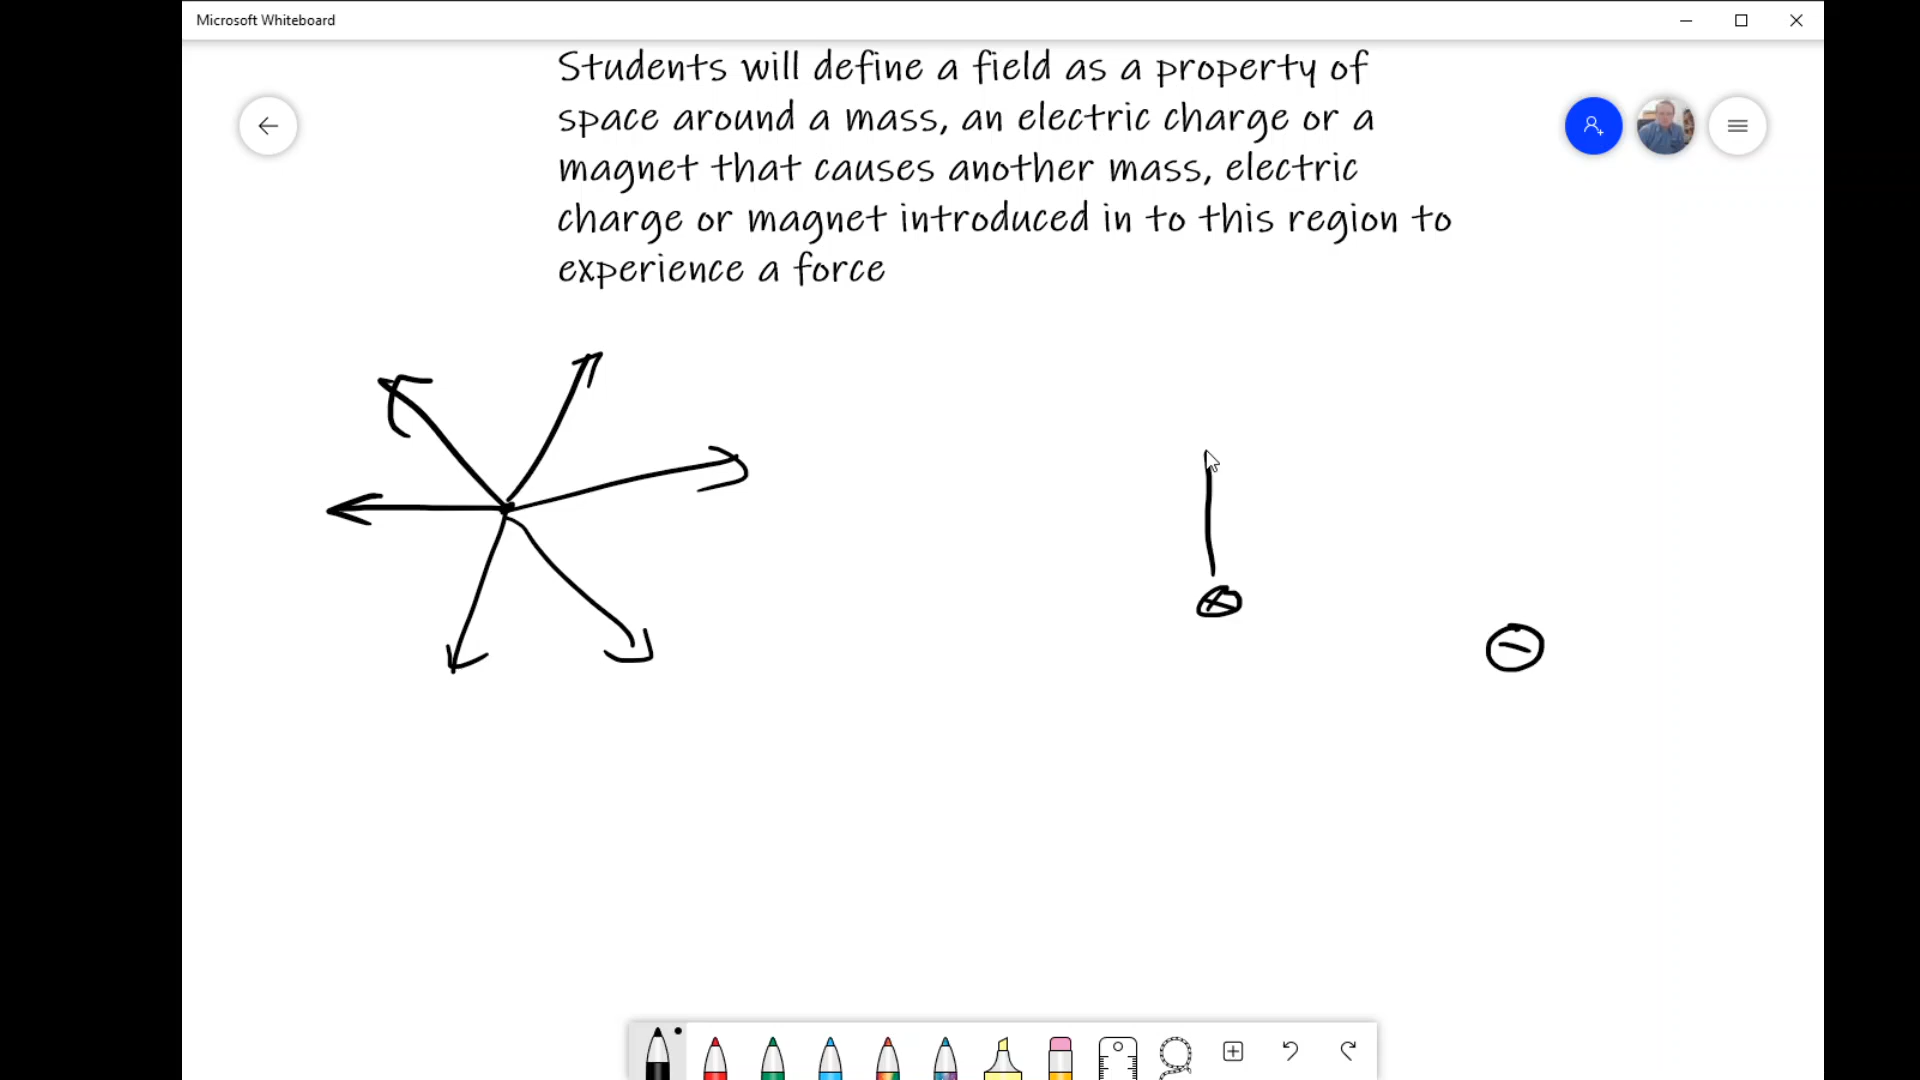 Microsoft Whiteboard
Students will define a field as a property of
space around a mass, an electric charge or a
magnet that causes another mass, electric
charge or magnet introduced in to this region to
experience a force